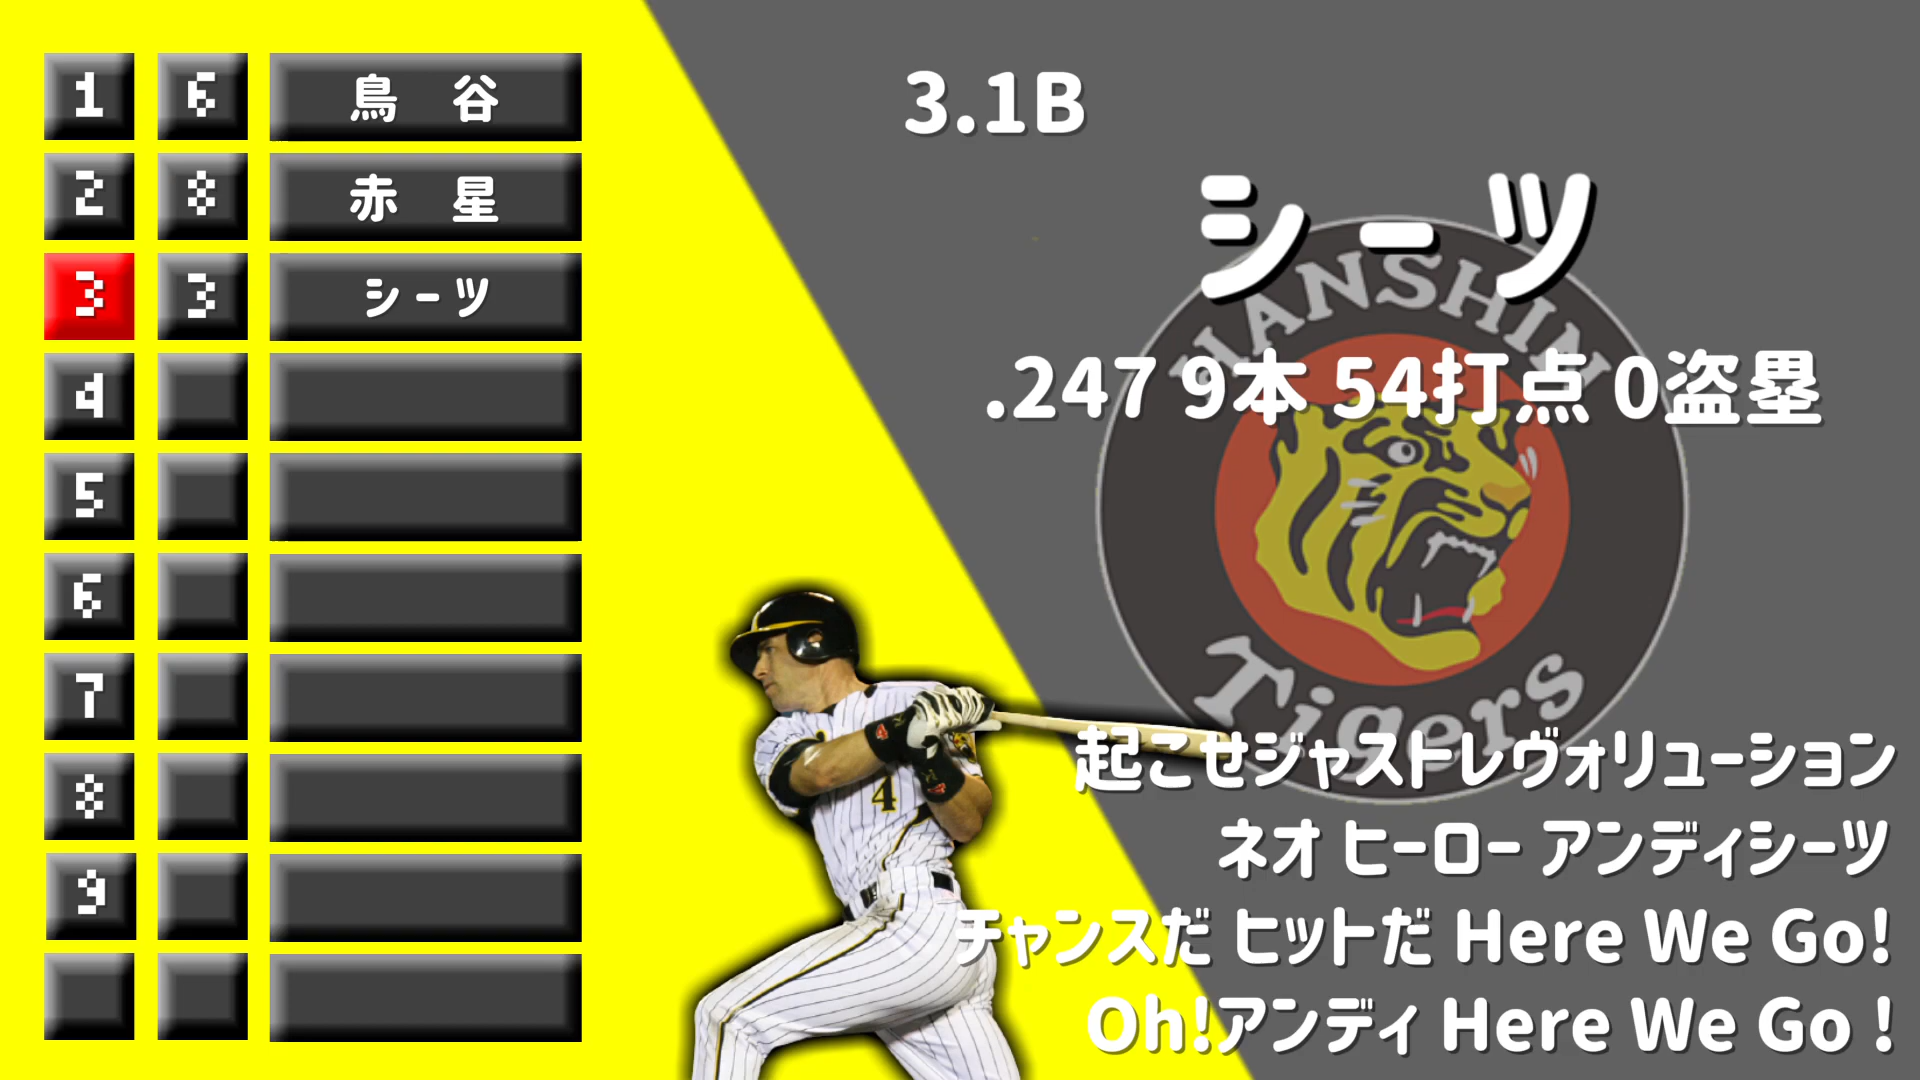 1 6 鳥 谷
2 8 赤 星
3 3 シーツ
4
5
6
7
8
9
3.1B
シーツ
.247 9本 54打点 0盗塁
HANSHIN
Tigers
4
起こせジャストレヴォリューション
ネオ ヒーロー アンディシーツ
チャンスだ ヒットだ Here We Go!
Oh!アンディ Here We Go !